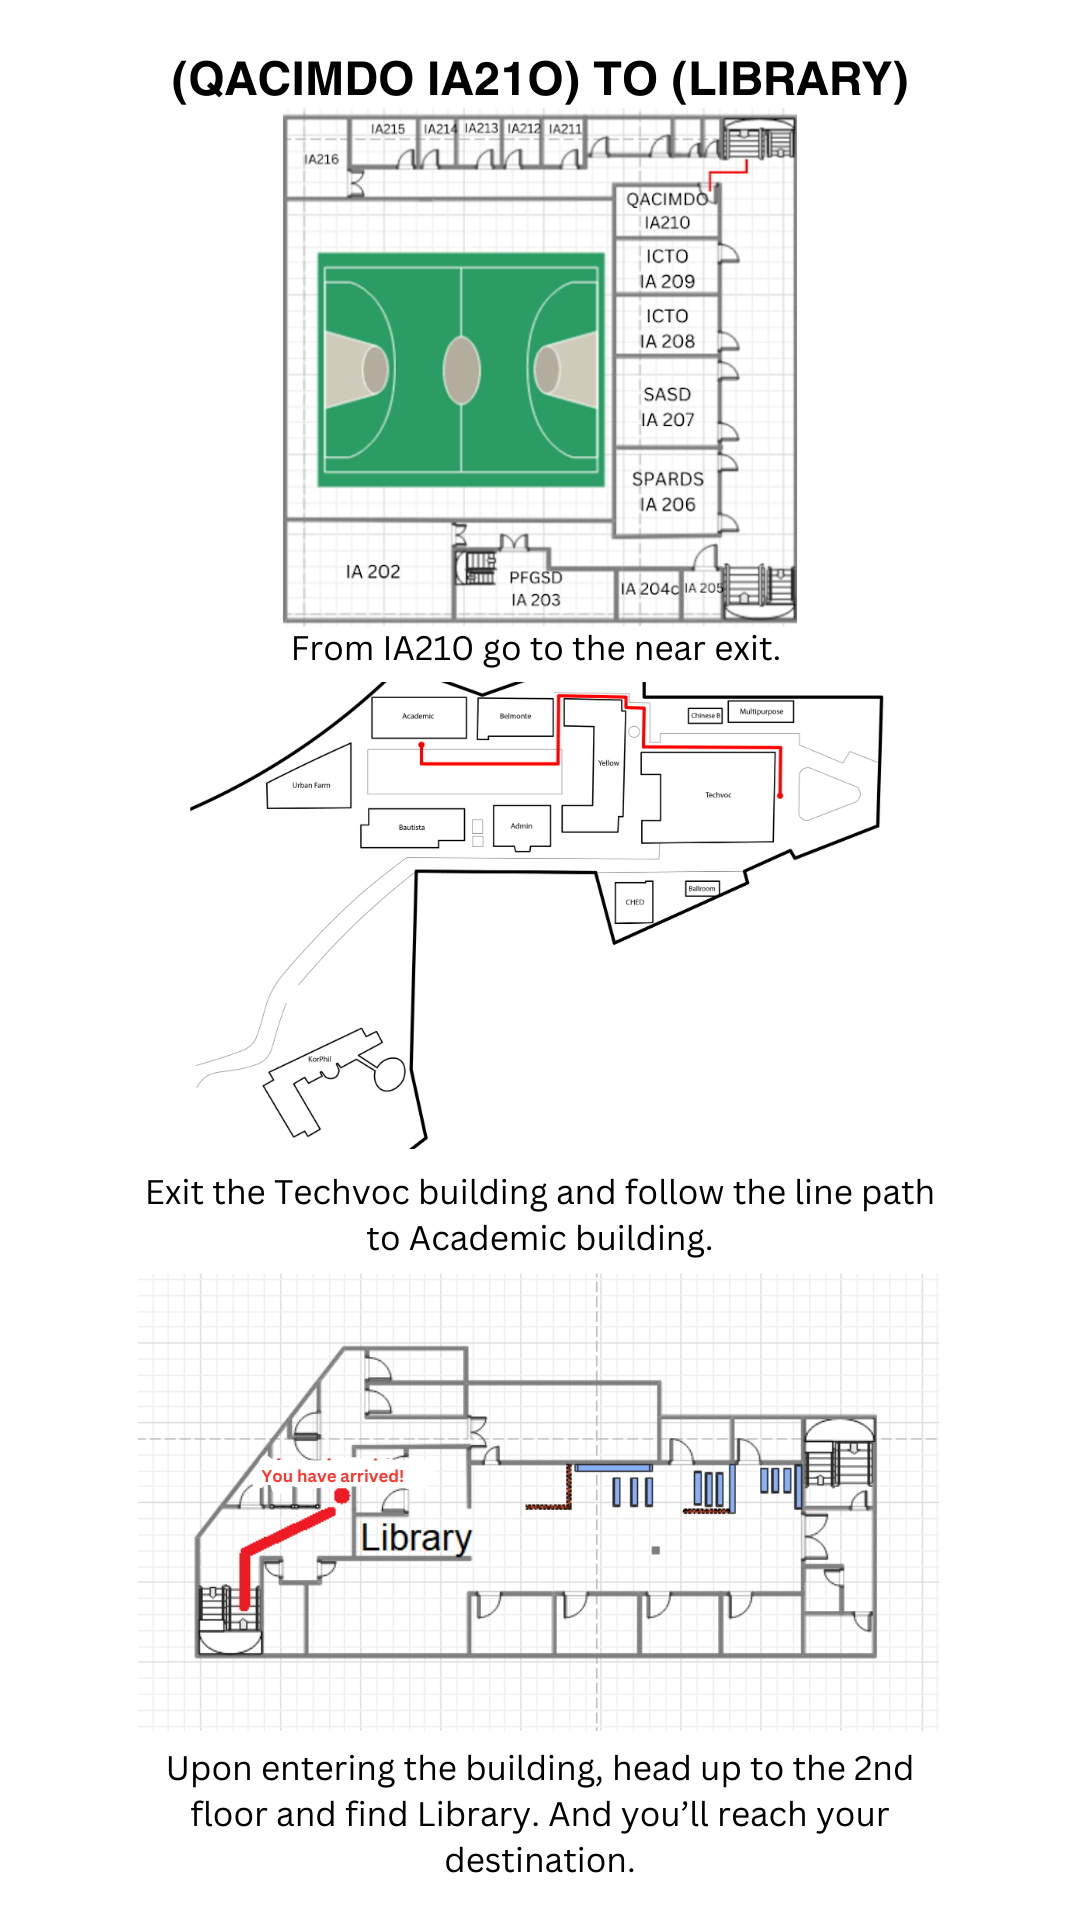 (QACIMDO IA210) TO (LIBRARY)
IA215
IA214
IA213
IA212
IA211
IA216
QACIMDO
IA210
ICTO
IA 209
ICTO
IA 208
SASD
IA 207
SPARDS
IA 206
IA 202
PFGSD
IA 203
IA 204c
IA 205
From IA210 go to the near exit.
Academic
Belmonte
Chinese B
Multipurpose
Yellow
Urban Farm
Techvoc
Bautista
Admin
CHED
Ballroom
KorPhil
Exit the Techvoc building and follow the line path
to Academic building.
You have arrived!
Library
Upon entering the building, head up to the 2nd
floor and find Library. And you’ll reach your
destination.